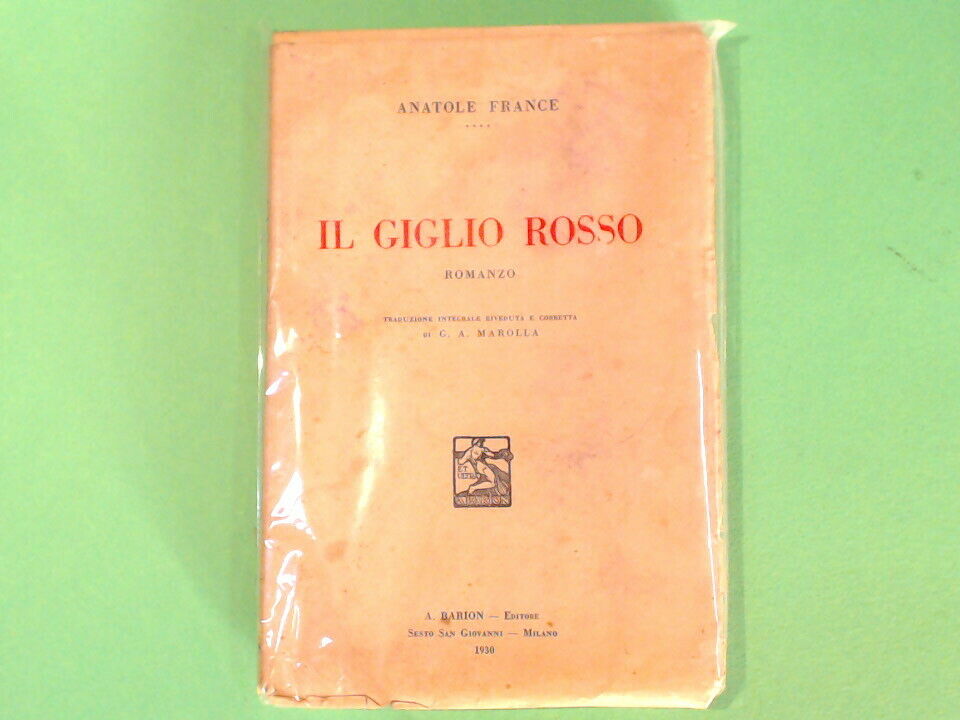 ANATOLE FRANCE
IL GIGLIO ROSSO
ROMANZO
TRADUZIONE INTEGRALE RIVEDUTA E CORRETTA
DI G. A. MAROLLA
A. BARION
A. BARION — EDITORE
SESTO SAN GIOVANNI — MILANO
1930